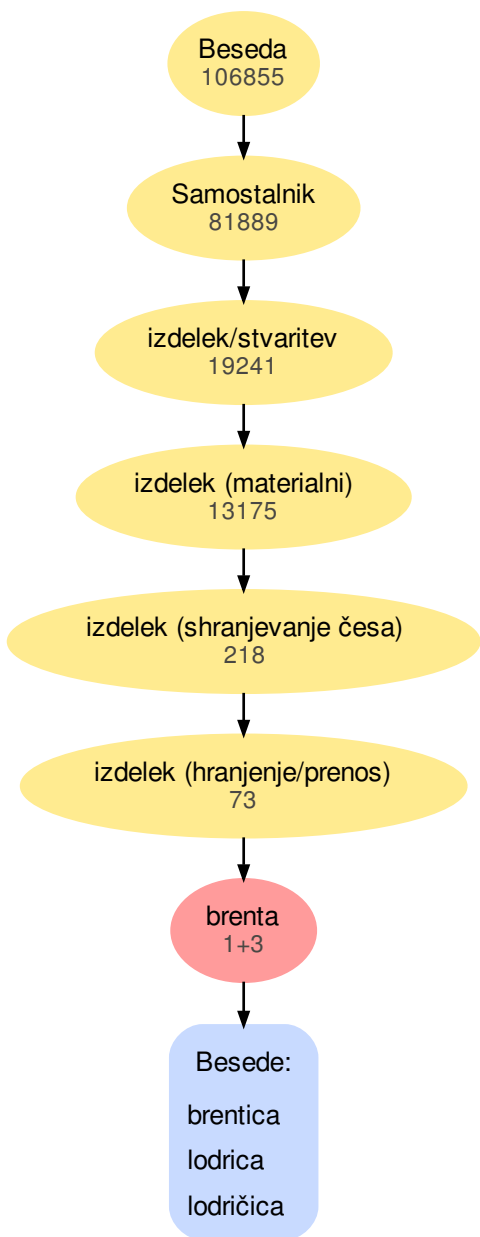 Beseda
106855
Samostalnik
81889
izdelek/stvaritev
19241
izdelek (materialni)
13175
izdelek (shranjevanje česa)
218
izdelek (hranjenje/prenos)
73
brenta
1+3
Besede:
brentica
lodrica
lodričica